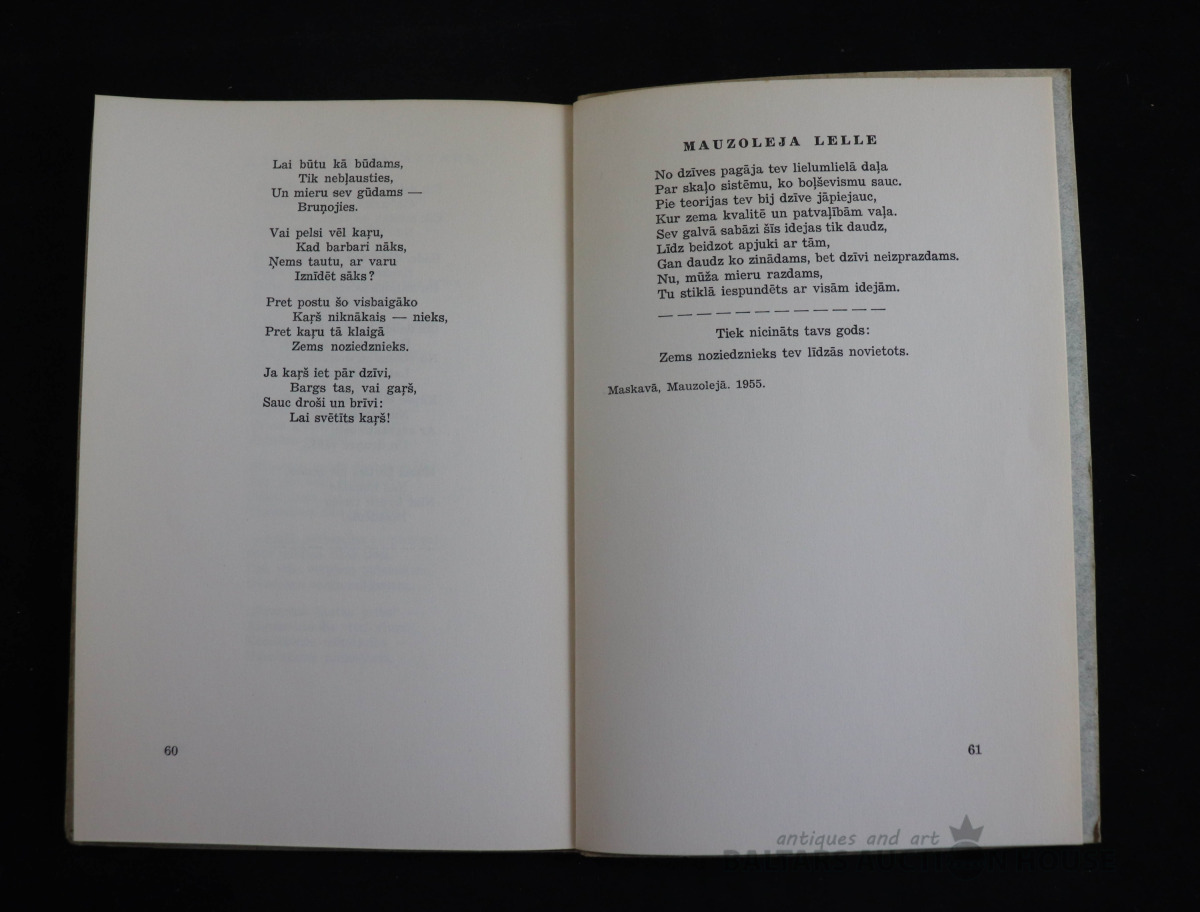 Lai būtu kā būdams,
Tik nebļausties,
Un mieru sev gūdams —
Bruņojies.
Vai pelsi vēl kaŗu,
Kad barbari nāks,
Ņems tautu, ar varu
Iznīdēt sāks?
Pret postu šo visbaigāko
Kaŗš niknākais — nieks,
Pret kaŗu tā klaigā
Zems noziedznieks.
Ja kaŗš iet pār dzīvi,
Bargs tas, vai gaŗš,
Sauc droši un brīvi:
Lai svētīts kaŗš!
60
MAUZOLEJA LELLE
No dzīves pagāja tev lielumlielā daļa
Par skaļo sistēmu, ko boļševismu sauc.
Pie teorijas tev bij dzīve jāpiejauc,
Kur zema kvalitē un patvaļībām vaļa.
Sev galvā sabāzi šīs idejas tik daudz,
Līdz beidzot apjuki ar tām,
Gan daudz ko zinādams, bet dzīvi neizprazdams.
Nu, mūža mieru razdams,
Tu stiklā iespundēts ar visām idejām.
— — — — — — — — — — — —
Tiek nicināts tavs gods:
Zems noziedznieks tev līdzās novietots.
Maskavā, Mauzolejā. 1955.
61
antiques and art
BALTARS AUCTION HOUSE